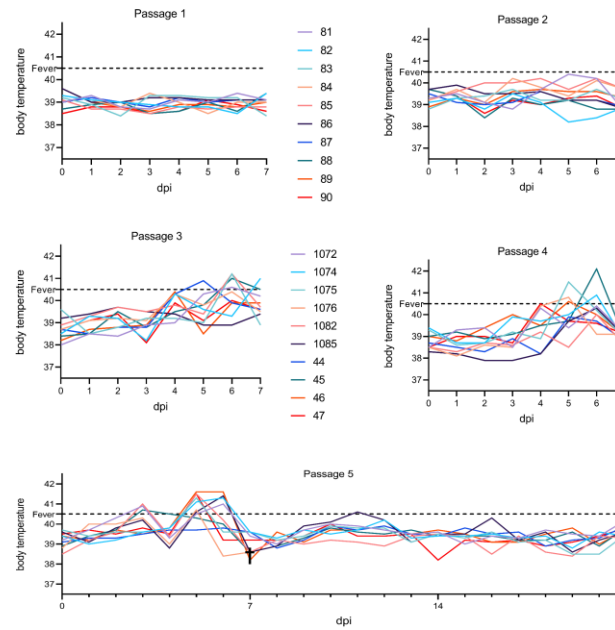 Passage 1
42
41
Fever
40
39
38
37
body temperature
0 1 2 3 4 5 6 7
dpi
81
82
83
84
85
86
87
88
89
90
Passage 2
42
41
Fever
40
39
38
37
body temperature
0 1 2 3 4 5 6
dpi
Passage 3
42
41
Fever
40
39
38
37
body temperature
0 1 2 3 4 5 6 7
dpi
1072
1074
1075
1076
1082
1085
44
45
46
47
Passage 4
42
41
Fever
40
39
38
37
body temperature
0 1 2 3 4 5 6
dpi
Passage 5
42
41
Fever
40
39
38
37
body temperature
0 7 14
dpi